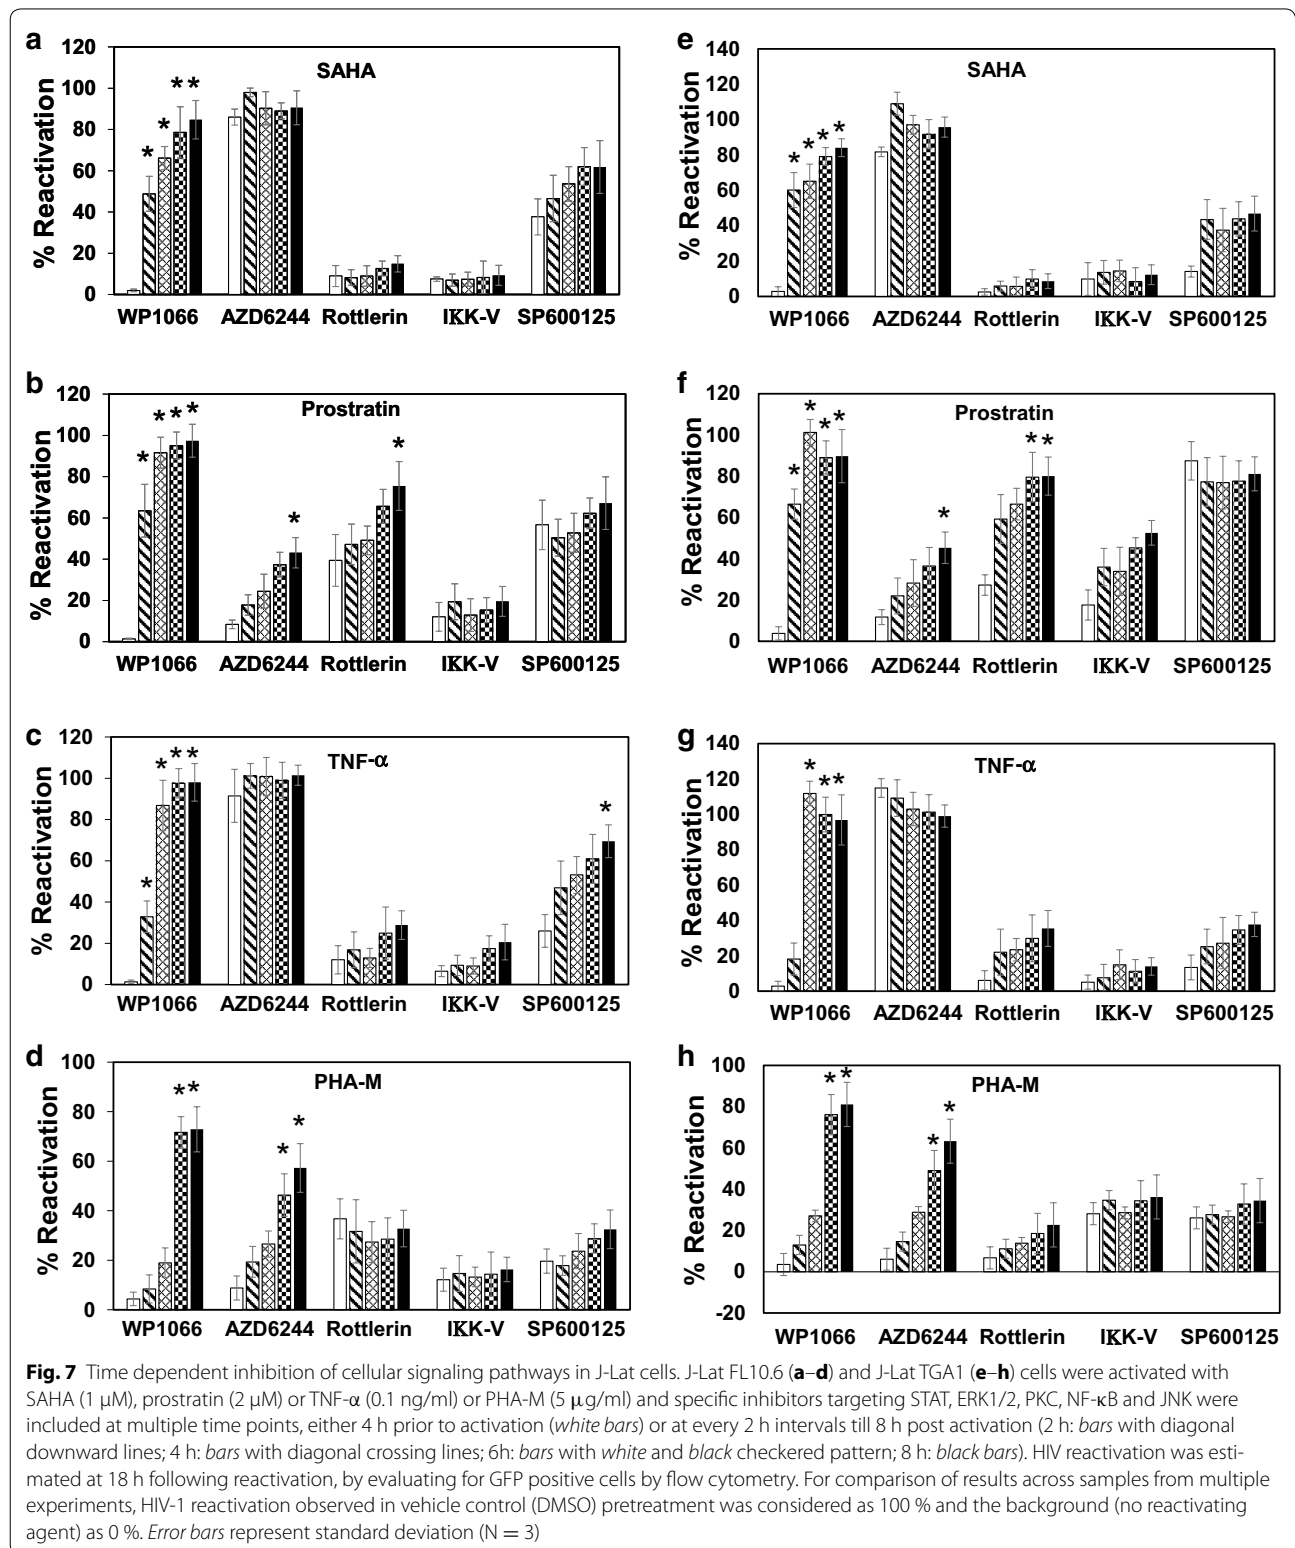 a
120
100
80
60
40
20
0
% Reactivation
SAHA
* * * *
WP1066 AZD6244 Rottlerin IKK-V SP600125
e
140
120
100
80
60
40
20
0
% Reactivation
SAHA
* * * *
WP1066 AZD6244 Rottlerin IKK-V SP600125
b
120
100
80
60
40
20
0
% Reactivation
Prostratin
* * * * * *
WP1066 AZD6244 Rottlerin IKK-V SP600125
f
120
100
80
60
40
20
0
% Reactivation
Prostratin
* * * * * * *
WP1066 AZD6244 Rottlerin IKK-V SP600125
c
120
100
80
60
40
20
0
% Reactivation
TNF-α
* * * * *
WP1066 AZD6244 Rottlerin IKK-V SP600125
g
140
120
100
80
60
40
20
0
% Reactivation
TNF-α
* * *
WP1066 AZD6244 Rottlerin IKK-V SP600125
d
100
80
60
40
20
0
% Reactivation
PHA-M
* * * *
WP1066 AZD6244 Rottlerin IKK-V SP600125
h
100
80
60
40
20
0
-20
% Reactivation
PHA-M
* * * *
WP1066 AZD6244 Rottlerin IKK-V SP600125
Fig. 7 Time dependent inhibition of cellular signaling pathways in J-Lat cells. J-Lat FL10.6 (a–d) and J-Lat TGA1 (e–h) cells were activated with
SAHA (1 μM), prostratin (2 μM) or TNF-α (0.1 ng/ml) or PHA-M (5 μg/ml) and specific inhibitors targeting STAT, ERK1/2, PKC, NF-κB and JNK were
included at multiple time points, either 4 h prior to activation (white bars) or at every 2 h intervals till 8 h post activation (2 h: bars with diagonal
downward lines; 4 h: bars with diagonal crossing lines; 6h: bars with white and black checkered pattern; 8 h: black bars). HIV reactivation was esti-
mated at 18 h following reactivation, by evaluating for GFP positive cells by flow cytometry. For comparison of results across samples from multiple
experiments, HIV-1 reactivation observed in vehicle control (DMSO) pretreatment was considered as 100 % and the background (no reactivating
agent) as 0 %. Error bars represent standard deviation (N = 3)